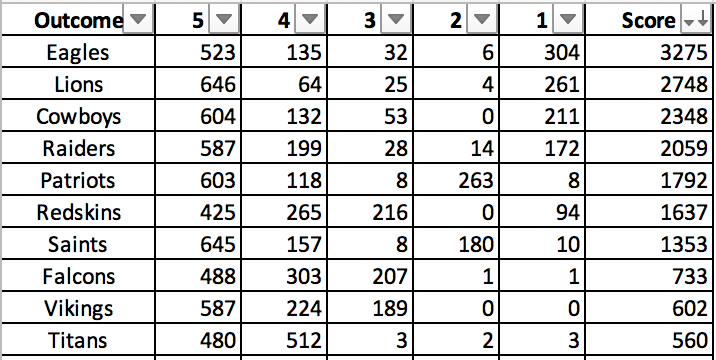 Outcome 5 4 3 2 1 Score
Eagles 523 135 32 6 304 3275
Lions 646 64 25 4 261 2748
Cowboys 604 132 53 0 211 2348
Raiders 587 199 28 14 172 2059
Patriots 603 118 8 263 8 1792
Redskins 425 265 216 0 94 1637
Saints 645 157 8 180 10 1353
Falcons 488 303 207 1 1 733
Vikings 587 224 189 0 0 602
Titans 480 512 3 2 3 560